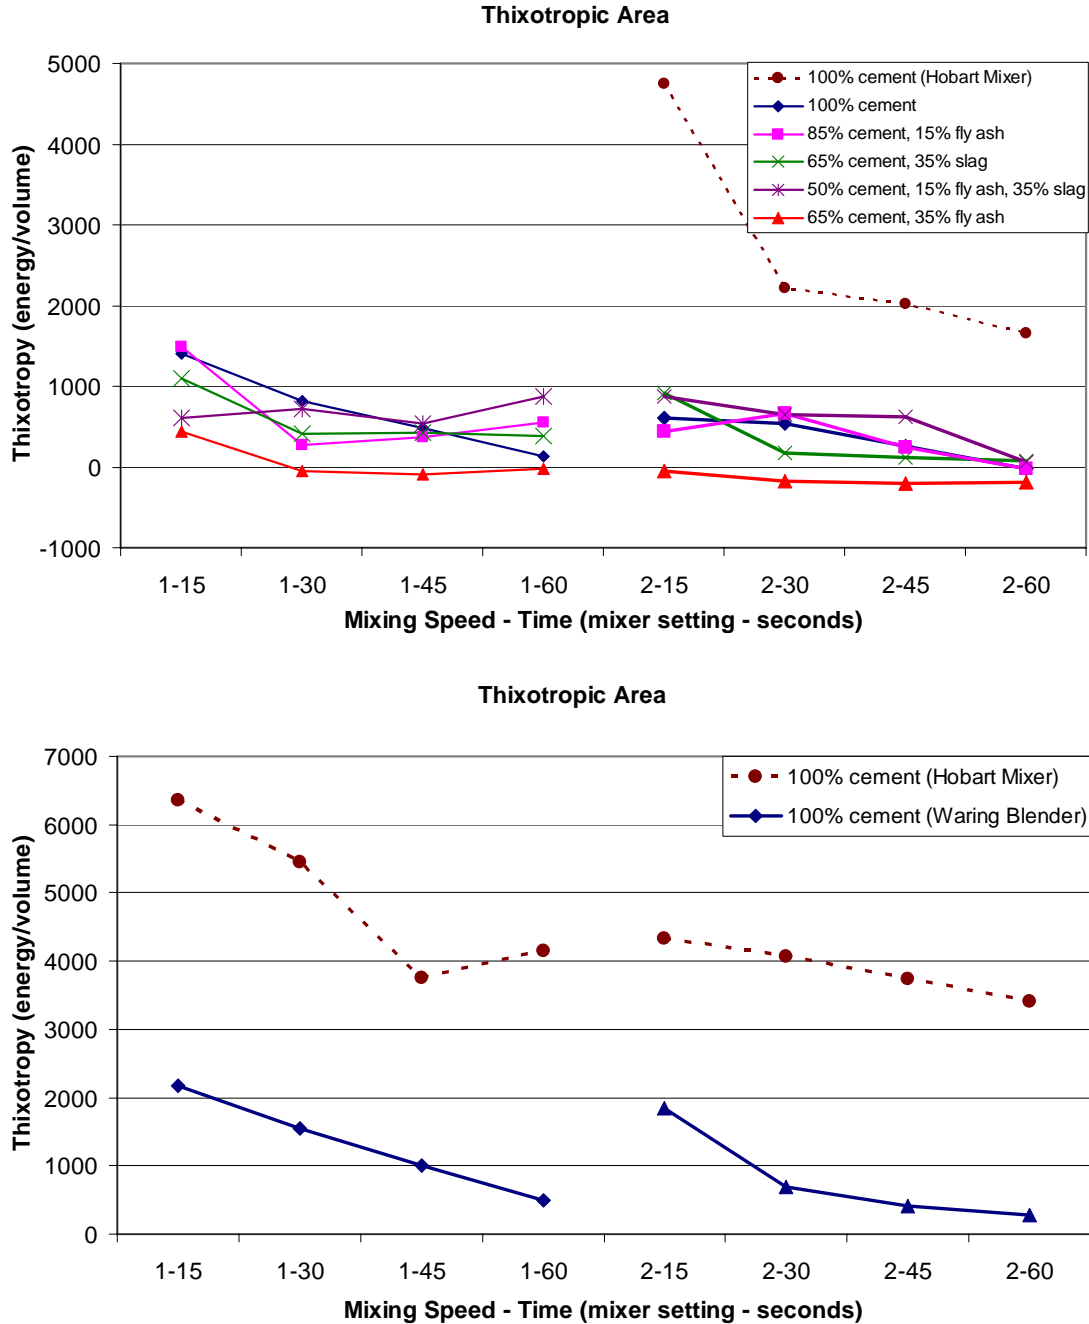 Thixotropic Area
5000
4000
3000
2000
1000
0
-1000
Thixotropy (energy/volume)
100% cement (Hobart Mixer)
100% cement
85% cement, 15% fly ash
65% cement, 35% slag
50% cement, 15% fly ash, 35% slag
65% cement, 35% fly ash
1-15 1-30 1-45 1-60 2-15 2-30 2-45 2-60
Mixing Speed - Time (mixer setting - seconds)
Thixotropic Area
7000
6000
5000
4000
3000
2000
1000
0
Thixotropy (energy/volume)
100% cement (Hobart Mixer)
100% cement (Waring Blender)
1-15 1-30 1-45 1-60 2-15 2-30 2-45 2-60
Mixing Speed - Time (mixer setting - seconds)